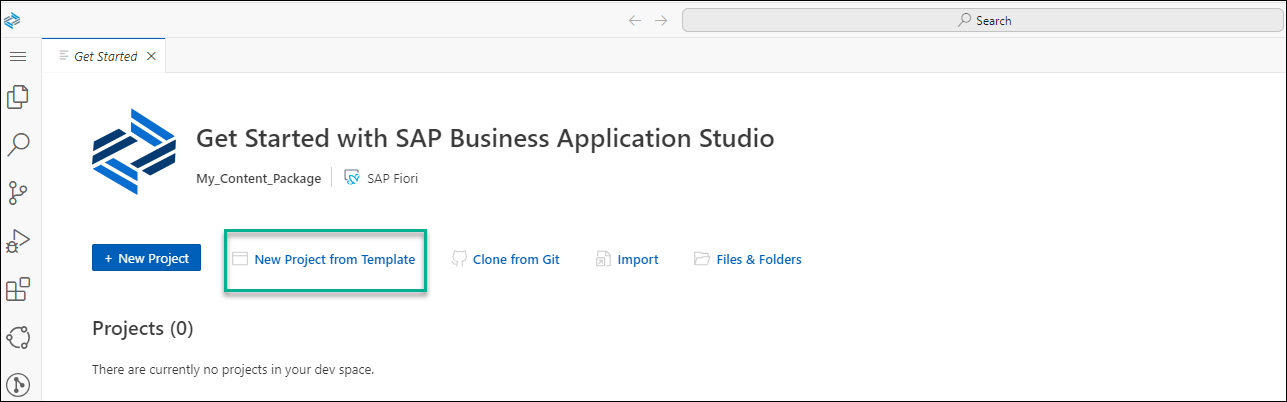 Search
Get Started
Get Started with SAP Business Application Studio
My_Content_Package SAP Fiori
+ New Project New Project from Template Clone from Git Import Files & Folders
Projects (0)
There are currently no projects in your dev space.